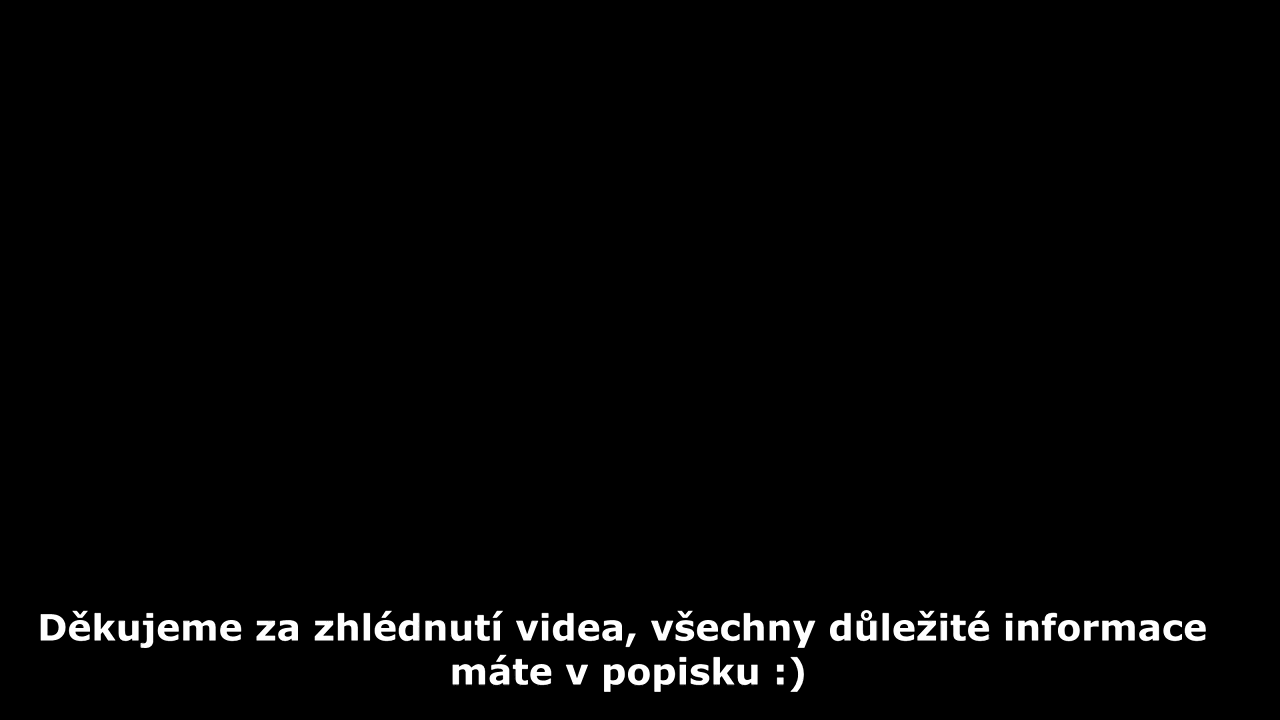 Děkujeme za zhlédnutí videa, všechny důležité informace
máte v popisku :)